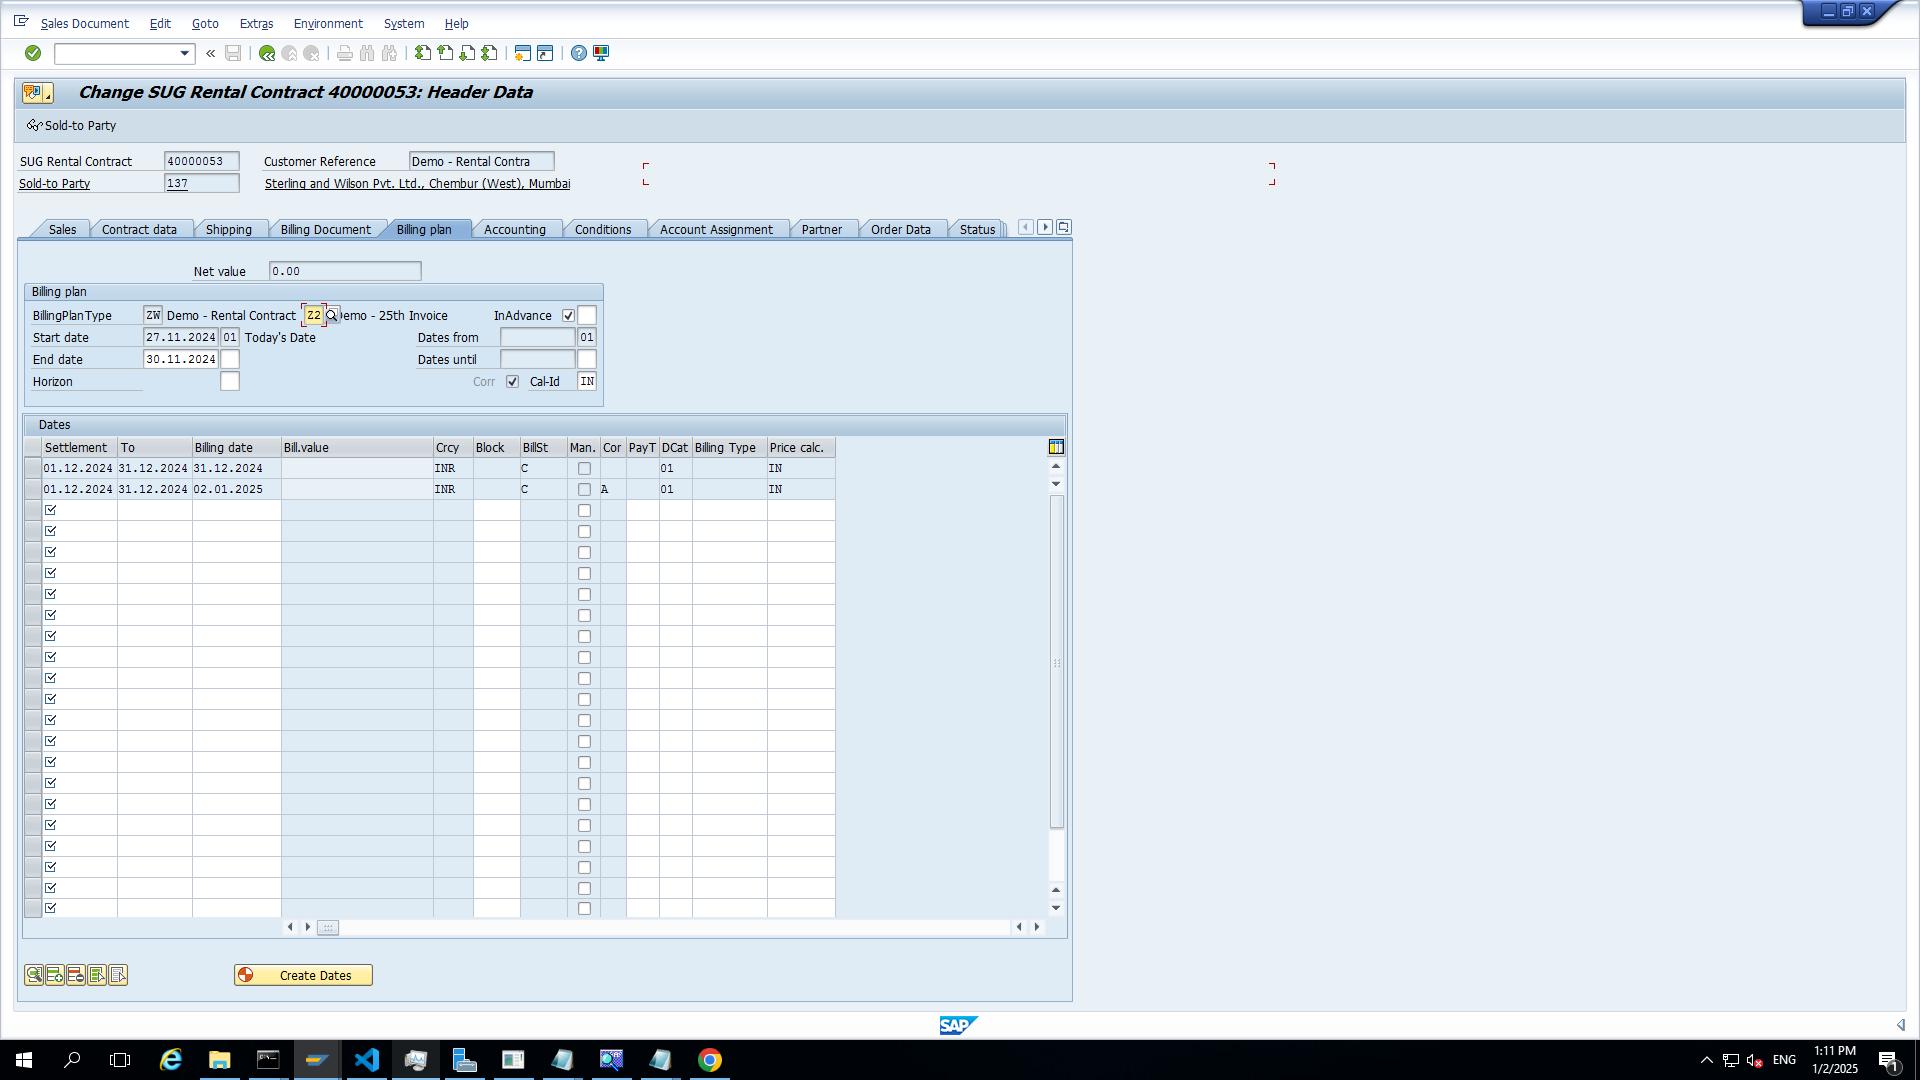 Sales Document Edit Goto Extras Environment System Help
Change SUG Rental Contract 40000053: Header Data
Sold-to Party
SUG Rental Contract 40000053 Customer Reference Demo - Rental Contra
Sold-to Party 137 Sterling and Wilson Pvt. Ltd., Chembur (West), Mumbai
Sales Contract data Shipping Billing Document Billing plan Accounting Conditions Account Assignment Partner Order Data Status
Net value 0.00
Billing plan
BillingPlanType ZW Demo - Rental Contract Z2 emo - 25th Invoice InAdvance
Start date 27.11.2024 01 Today's Date Dates from 01
End date 30.11.2024 Dates until
Horizon Corr Cal-Id IN
Dates
Settlement To Billing date Bill.value Crcy Block BillSt Man. Cor PayT DCat Billing Type Price calc.
01.12.2024 31.12.2024 31.12.2024 INR C 01 IN
01.12.2024 31.12.2024 02.01.2025 INR C A 01 IN
Create Dates
SAP
ENG 1:11 PM
1/2/2025
1